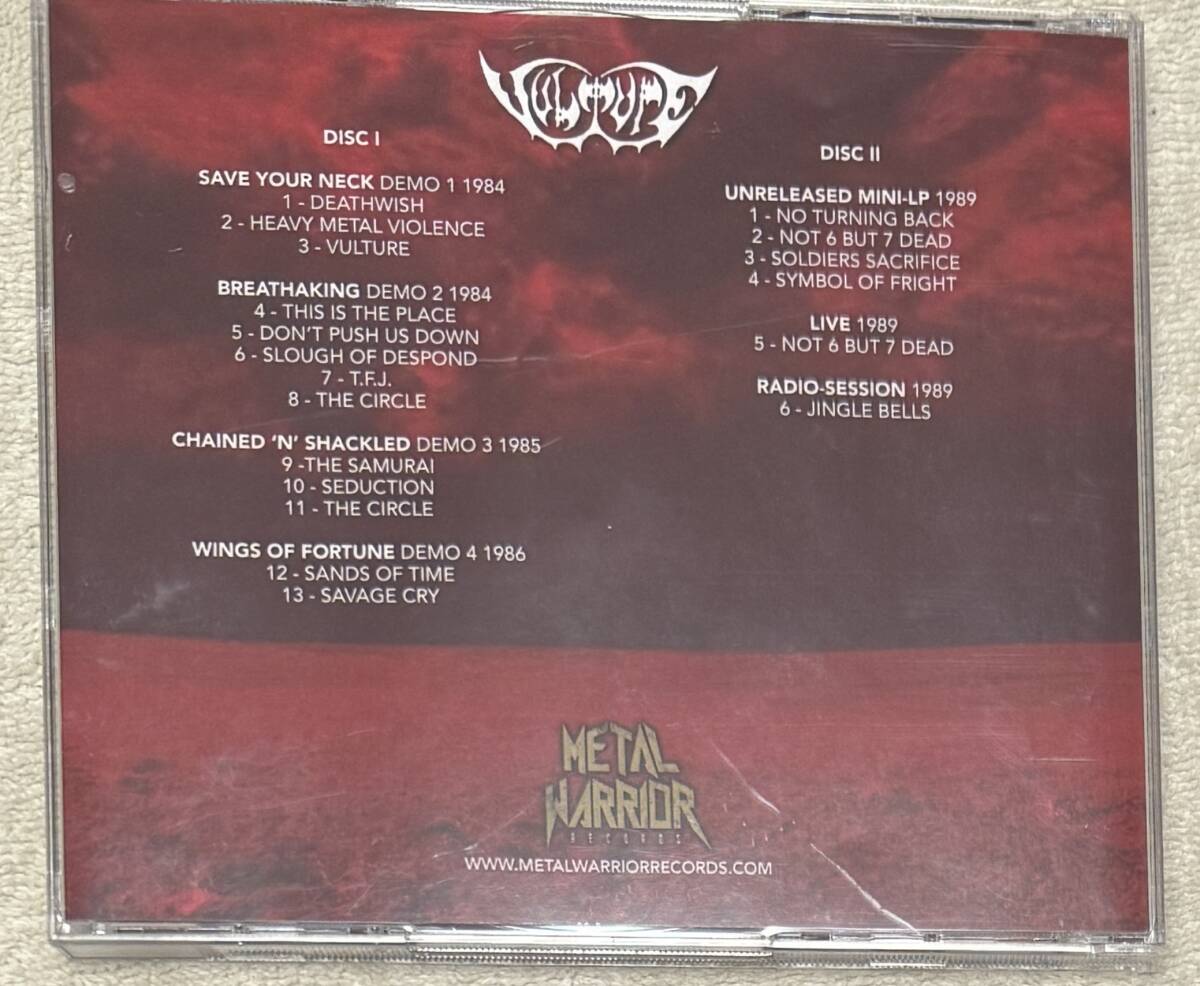 VULTURE
DISC I
SAVE YOUR NECK DEMO 1 1984
1 - DEATHWISH
2 - HEAVY METAL VIOLENCE
3 - VULTURE
BREATHAKING DEMO 2 1984
4 - THIS IS THE PLACE
5 - DON'T PUSH US DOWN
6 - SLOUGH OF DESPOND
7 - T.F.J.
8 - THE CIRCLE
CHAINED 'N' SHACKLED DEMO 3 1985
9 -THE SAMURAI
10 - SEDUCTION
11 - THE CIRCLE
WINGS OF FORTUNE DEMO 4 1986
12 - SANDS OF TIME
13 - SAVAGE CRY
DISC II
UNRELEASED MINI-LP 1989
1 - NO TURNING BACK
2 - NOT 6 BUT 7 DEAD
3 - SOLDIERS SACRIFICE
4 - SYMBOL OF FRIGHT
LIVE 1989
5 - NOT 6 BUT 7 DEAD
RADIO-SESSION 1989
6 - JINGLE BELLS
METAL
WARRIOR
RECORDS
WWW.METALWARRIORRECORDS.COM